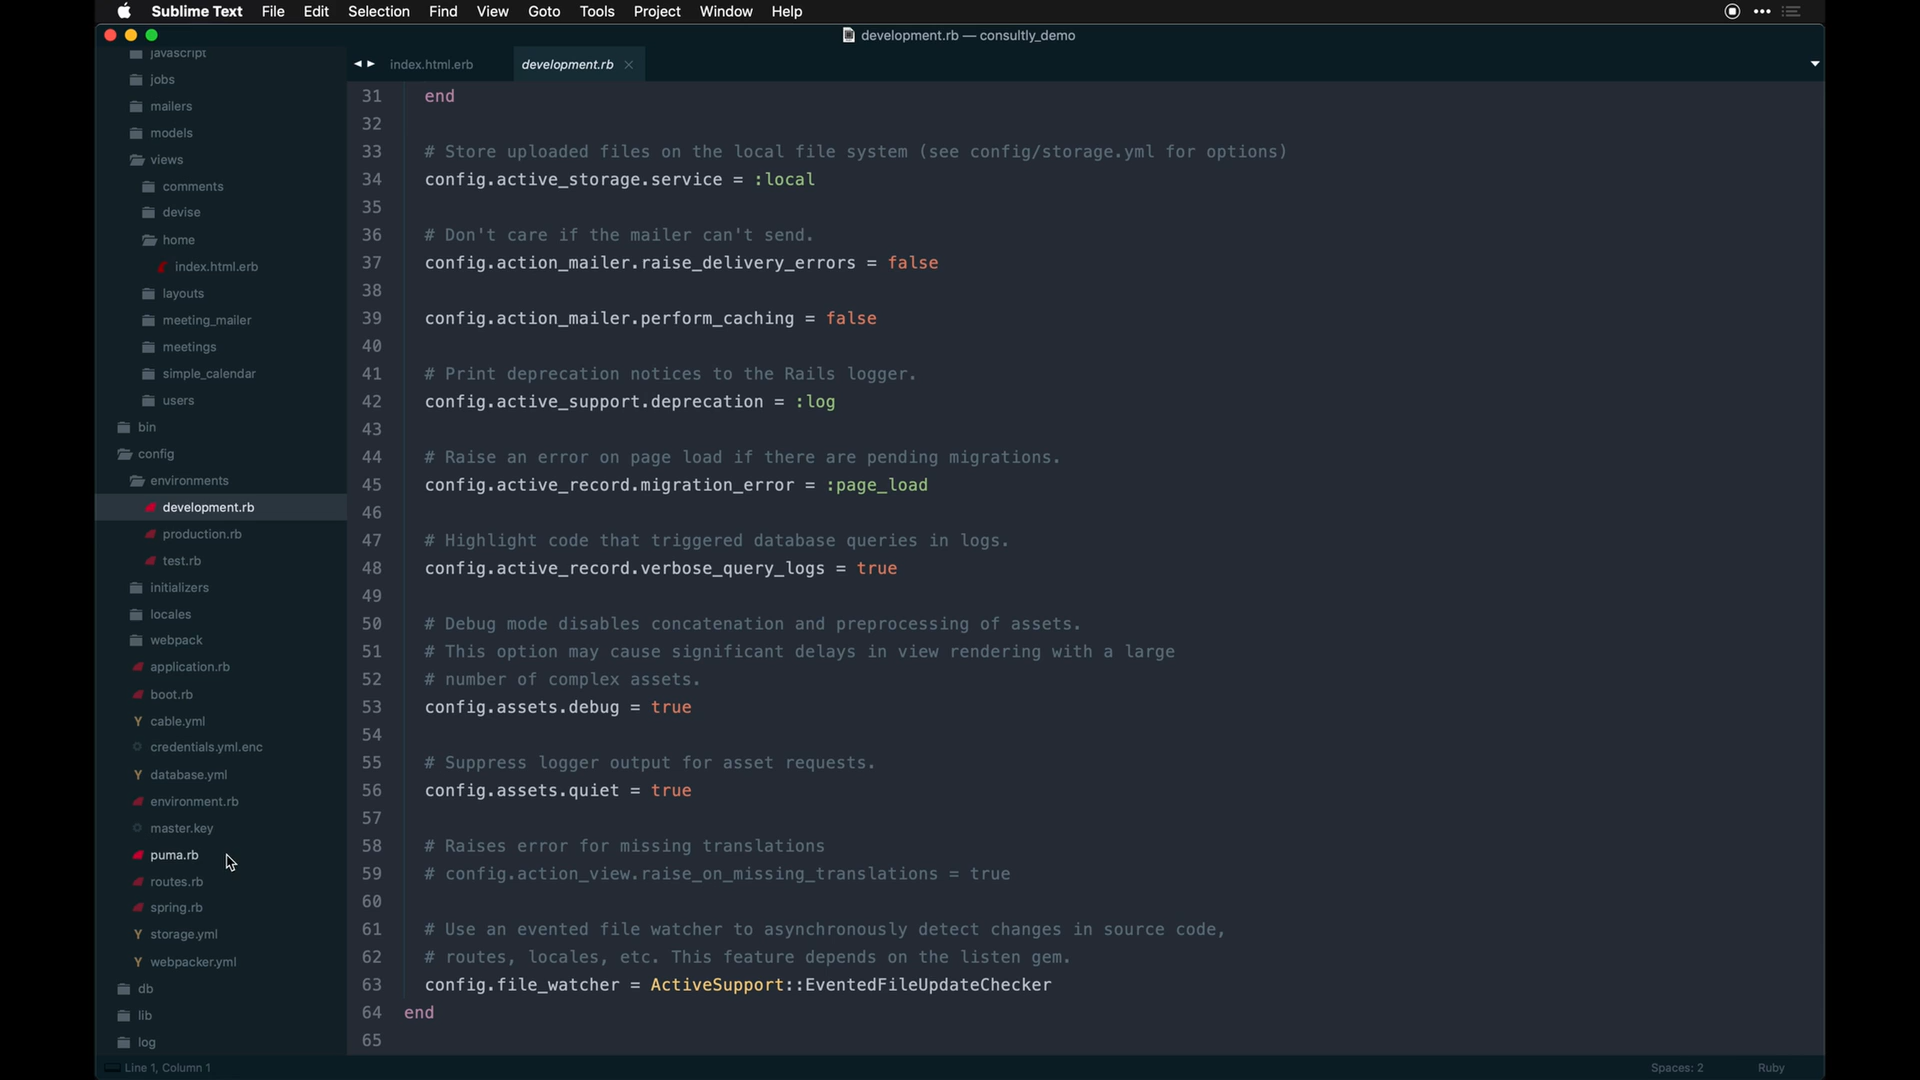 Sublime Text File Edit Selection Find View Goto Tools Project Window Help
development.rb — consultly_demo
javascript
jobs
mailers
models
views
comments
devise
home
index.html.erb
layouts
meeting_mailer
meetings
simple_calendar
users
bin
config
environments
development.rb
production.rb
test.rb
initializers
locales
webpack
application.rb
boot.rb
cable.yml
credentials.yml.enc
database.yml
environment.rb
master.key
puma.rb
routes.rb
spring.rb
storage.yml
webpacker.yml
db
lib
log
index.html.erb development.rb
31 end
32
33 # Store uploaded files on the local file system (see config/storage.yml for options)
34 config.active_storage.service = :local
35
36 # Don't care if the mailer can't send.
37 config.action_mailer.raise_delivery_errors = false
38
39 config.action_mailer.perform_caching = false
40
41 # Print deprecation notices to the Rails logger.
42 config.active_support.deprecation = :log
43
44 # Raise an error on page load if there are pending migrations.
45 config.active_record.migration_error = :page_load
46
47 # Highlight code that triggered database queries in logs.
48 config.active_record.verbose_query_logs = true
49
50 # Debug mode disables concatenation and preprocessing of assets.
51 # This option may cause significant delays in view rendering with a large
52 # number of complex assets.
53 config.assets.debug = true
54
55 # Suppress logger output for asset requests.
56 config.assets.quiet = true
57
58 # Raises error for missing translations
59 # config.action_view.raise_on_missing_translations = true
60
61 # Use an evented file watcher to asynchronously detect changes in source code,
62 # routes, locales, etc. This feature depends on the listen gem.
63 config.file_watcher = ActiveSupport::EventedFileUpdateChecker
64 end
65
Line 1, Column 1 Spaces: 2 Ruby